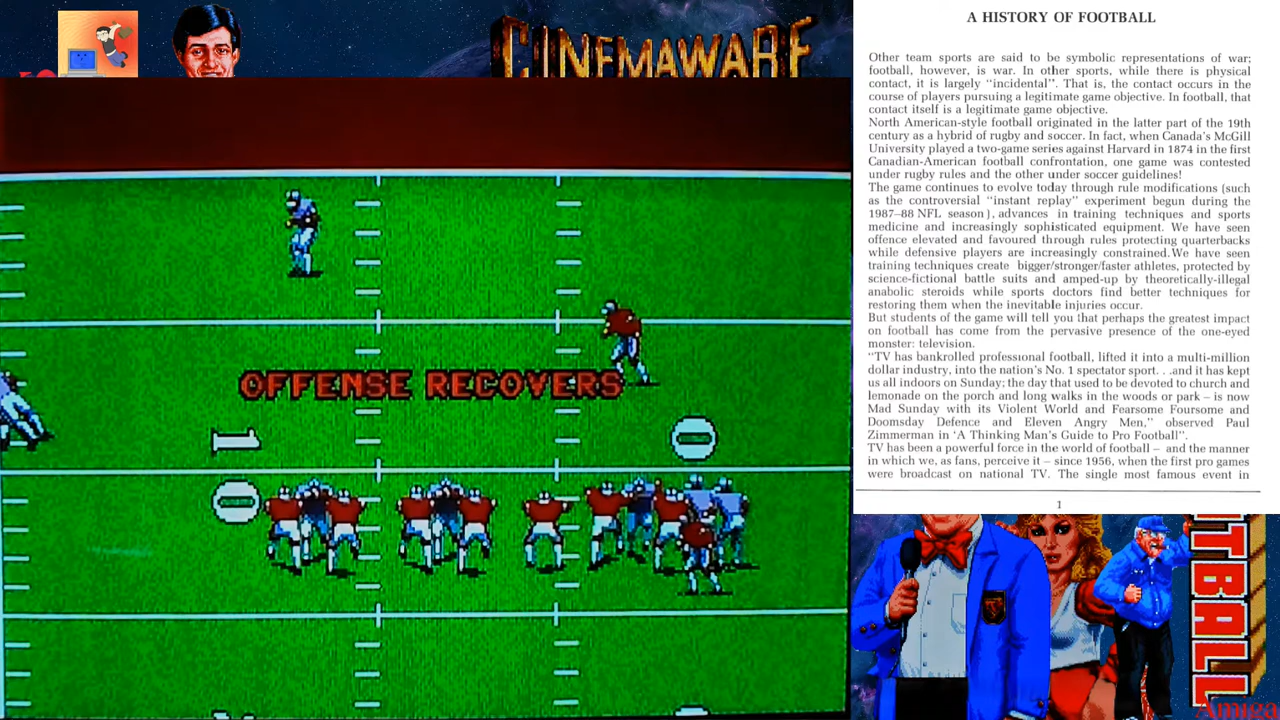 CINEMAWARE
A HISTORY OF FOOTBALL
Other team sports are said to be symbolic representations of war;
football, however, is war. In other sports, while there is physical
contact, it is largely "incidental". That is, the contact occurs in the
course of players pursuing a legitimate game objective. In football, that
contact itself is a legitimate game objective.
North American-style football originated in the latter part of the 19th
century as a hybrid of rugby and soccer. In fact, when Canada's McGill
University played a two-game series against Harvard in 1874 in the first
Canadian-American football confrontation, one game was contested
under rugby rules and the other under soccer guidelines!
The game continues to evolve today through rule modifications (such
as the controversial "instant replay" experiment begun during the
1987–88 NFL season), advances in training techniques and sports
medicine and increasingly sophisticated equipment. We have seen
offence elevated and favoured through rules protecting quarterbacks
while defensive players are increasingly constrained.We have seen
training techniques create bigger/stronger/faster athletes, protected by
science-fictional battle suits and amped-up by theoretically-illegal
anabolic steroids while sports doctors find better techniques for
restoring them when the inevitable injuries occur.
But students of the game will tell you that perhaps the greatest impact
on football has come from the pervasive presence of the one-eyed
monster: television.
"TV has bankrolled professional football, lifted it into a multi-million
dollar industry, into the nation's No. 1 spectator sport. . .and it has kept
us all indoors on Sunday; the day that used to be devoted to church and
lemonade on the porch and long walks in the woods or park – is now
Mad Sunday with its Violent World and Fearsome Foursome and
Doomsday Defence and Eleven Angry Men," observed Paul
Zimmerman in 'A Thinking Man's Guide to Pro Football".
TV has been a powerful force in the world of football – and the manner
in which we, as fans, perceive it – since 1956, when the first pro games
were broadcast on national TV. The single most famous event in
1
OFFENSE RECOVERS
1
0
0
TBALL
Amiga